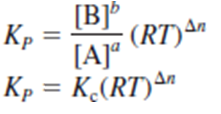 K_P = [B]^b / [A]^a (RT)^Δn
K_P = K_c(RT)^Δn